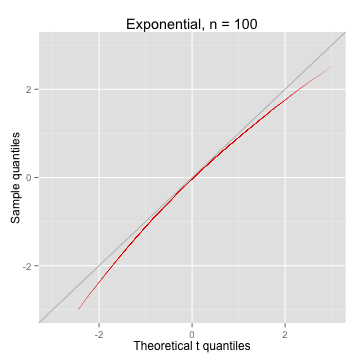 Exponential, n = 100
2
0
-2
-2
0
2
Sample quantiles
Theoretical t quantiles